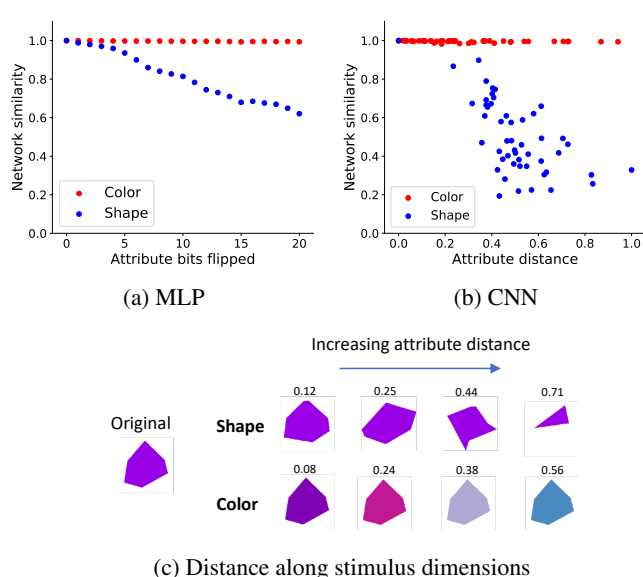 1.0
0.8
0.6
0.4
0.2
0.0
Network similarity
Color
Shape
0 5 10 15 20
Attribute bits flipped
(a) MLP
1.0
0.8
0.6
0.4
0.2
0.0
Network similarity
Color
Shape
0.0 0.2 0.4 0.6 0.8 1.0
Attribute distance
(b) CNN
Increasing attribute distance
Original
Shape
0.12 0.25 0.44 0.71
Color
0.08 0.24 0.38 0.56
(c) Distance along stimulus dimensions